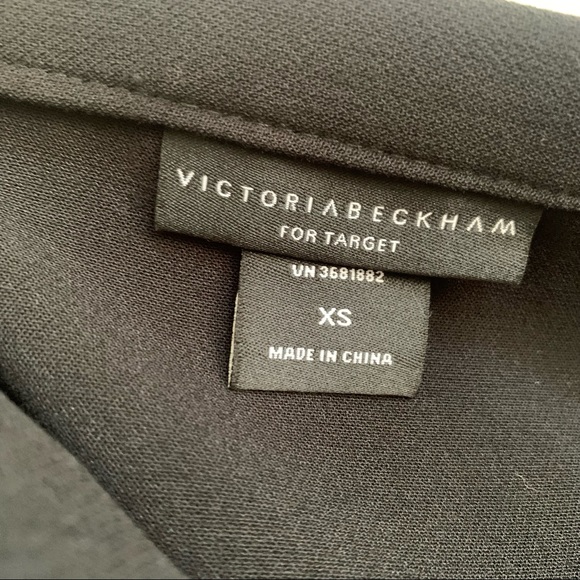 VICTORIABECKHAM
FOR TARGET
VN 3681882
XS
MADE IN CHINA